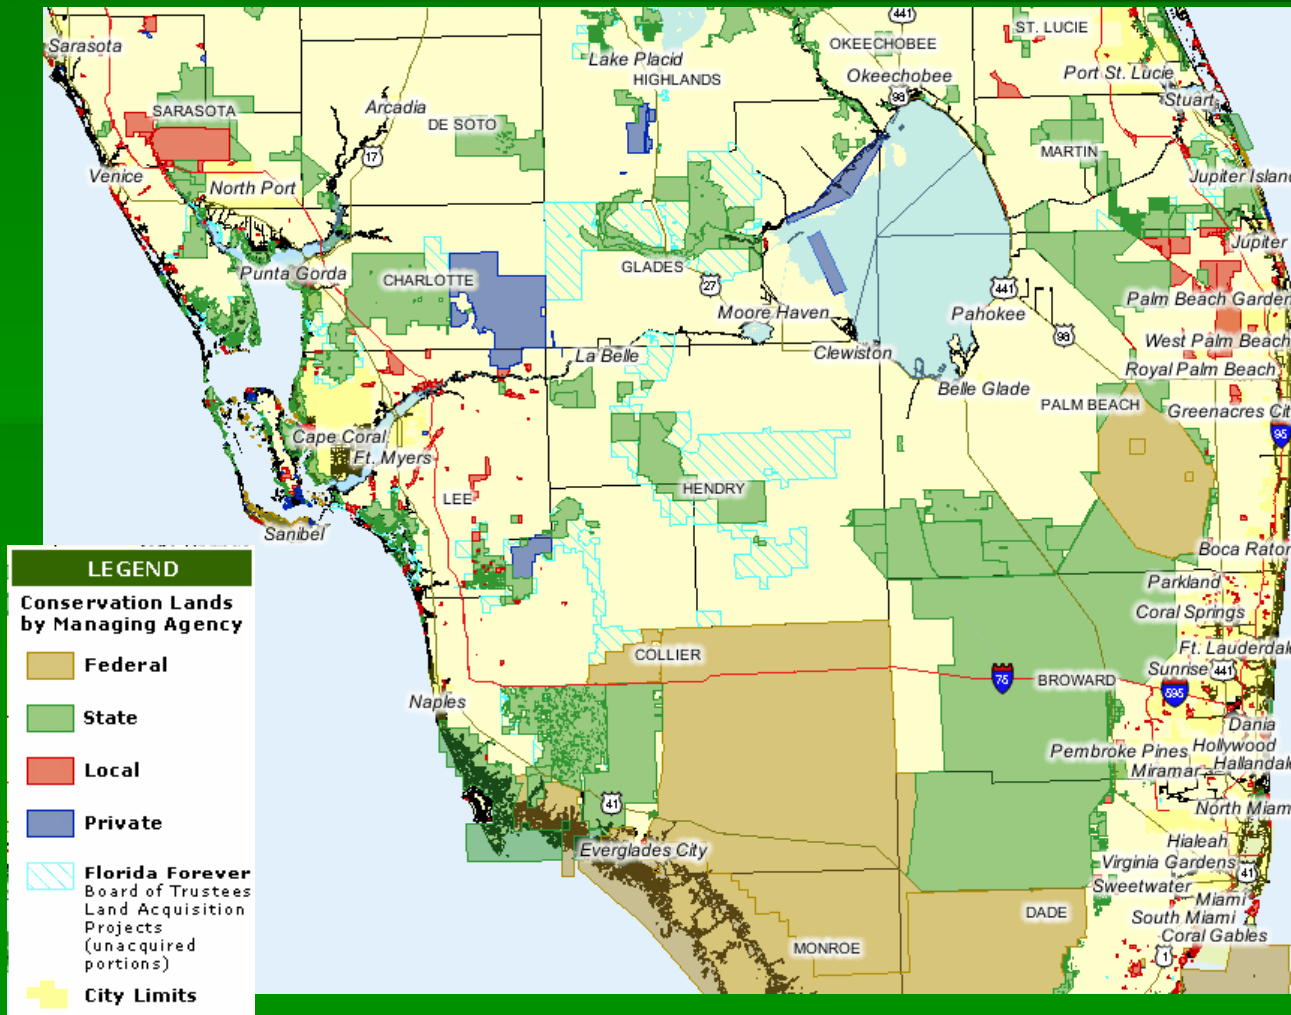 441
ST. LUCIE
Sarasota
OKEECHOBEE
Lake Placid
HIGHLANDS
Okeechobee
Port St. Lucie
98
Stuart
SARASOTA
Arcadia
DE SOTO
17
MARTIN
Venice
North Port
Jupiter Islan
Jupiter
Punta Gorda
CHARLOTTE
GLADES
27
441
Palm Beach Garden
Moore Haven
Pahokee
98
West Palm Beach
La Belle
Clewiston
Royal Palm Beach
Belle Glade
PALM BEACH
Greenacres Cit
95
Cape Coral
Ft. Myers
LEE
HENDRY
Sanibel
Boca Raton
Parkland
Coral Springs
Ft. Lauderdal
COLLIER
Sunrise
441
75
BROWARD
595
Naples
Dania
Pembroke Pines
Hollywood
Miramar
Hallandal
41
North Miam
Everglades City
Hialeah
Virginia Gardens
41
Sweetwater
Miami
DADE
South Miami
Coral Gables
MONROE
1
LEGEND
Conservation Lands
by Managing Agency
Federal
State
Local
Private
Florida Forever
Board of Trustees
Land Acquisition
Projects
(unacquired
portions)
City Limits